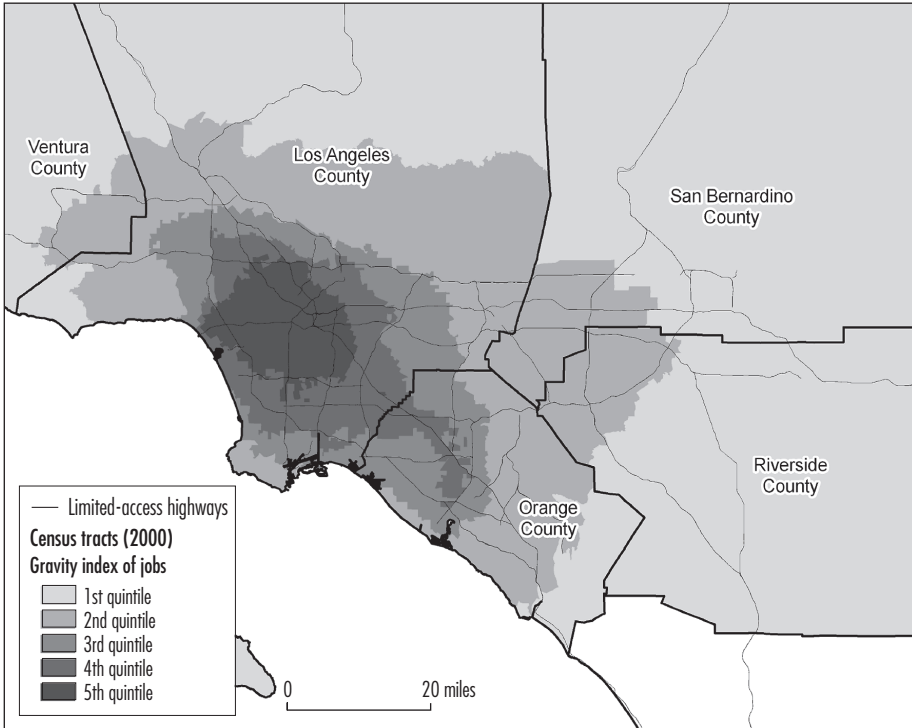 Ventura
County
Los Angeles
County
San Bernardino
County
Riverside
County
Orange
County
Limited-access highways
Census tracts (2000)
Gravity index of jobs
1st quintile
2nd quintile
3rd quintile
4th quintile
5th quintile
0 20 miles